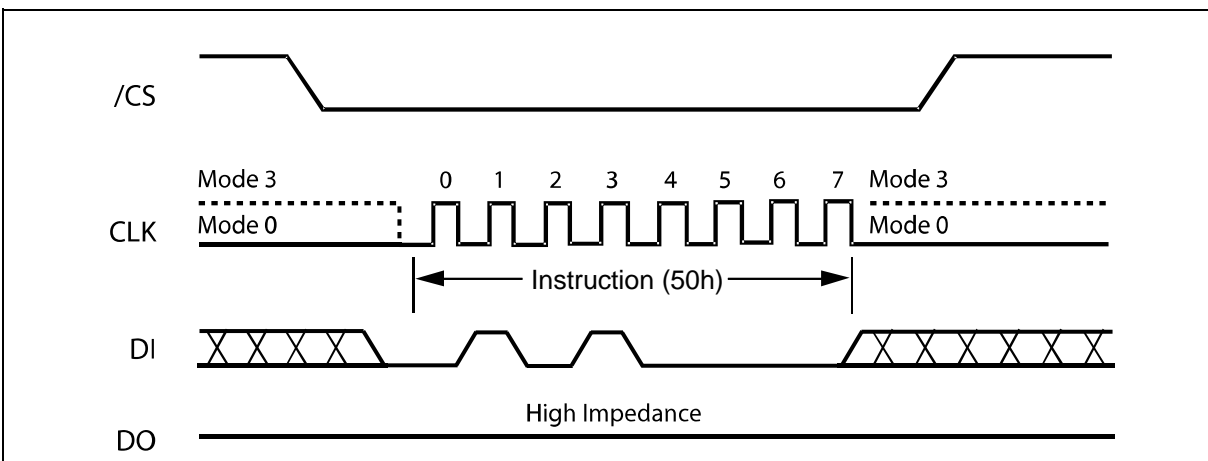 /CS
Mode 3 0 1 2 3 4 5 6 7 Mode 3
CLK Mode 0 Mode 0
Instruction (50h)
DI
High Impedance
DO